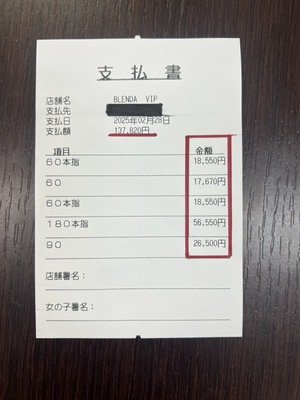 支払書
店舗名 BLENDA VIP
支払先
支払日 2025年02月28日
支払額 137,820円
項目 金額
60本指 18,550円
60 17,670円
60本指 18,550円
180本指 56,550円
90 26,500円
店舗署名：
女の子署名：